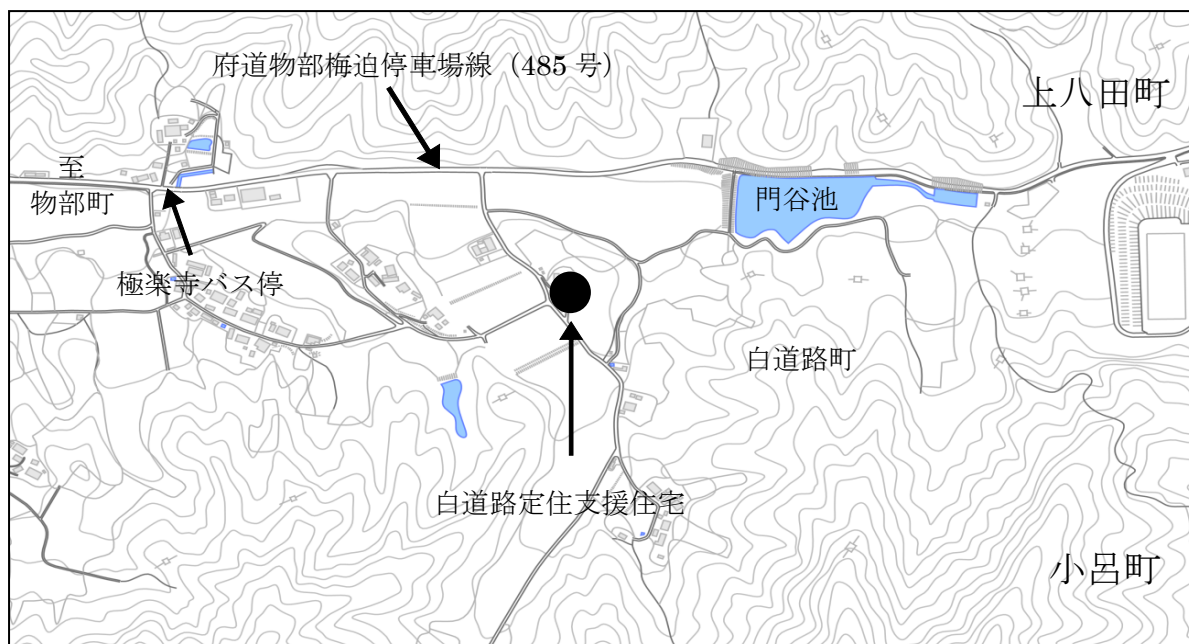 府道物部梅迫停車場線（485 号）
上八田町
至
物部町
門谷池
極楽寺バス停
白道路町
白道路定住支援住宅
小呂町